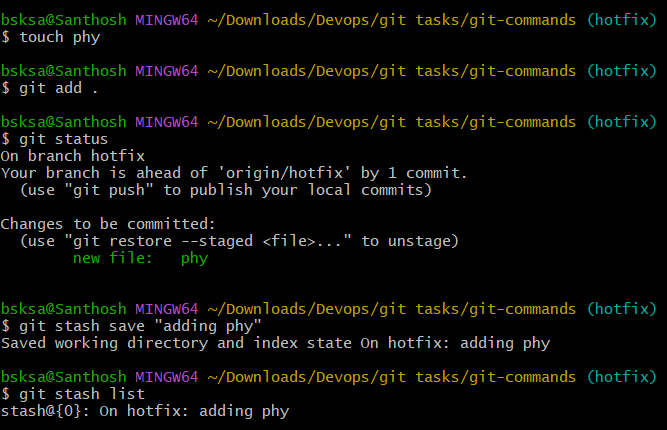 bsksa@Santhosh MINGW64 ~/Downloads/Devops/git tasks/git-commands (hotfix)
$ touch phy
bsksa@Santhosh MINGW64 ~/Downloads/Devops/git tasks/git-commands (hotfix)
$ git add .
bsksa@Santhosh MINGW64 ~/Downloads/Devops/git tasks/git-commands (hotfix)
$ git status
On branch hotfix
Your branch is ahead of 'origin/hotfix' by 1 commit.
  (use "git push" to publish your local commits)
Changes to be committed:
  (use "git restore --staged <file>..." to unstage)
        new file:   phy
bsksa@Santhosh MINGW64 ~/Downloads/Devops/git tasks/git-commands (hotfix)
$ git stash save "adding phy"
Saved working directory and index state On hotfix: adding phy
bsksa@Santhosh MINGW64 ~/Downloads/Devops/git tasks/git-commands (hotfix)
$ git stash list
stash@{0}: On hotfix: adding phy